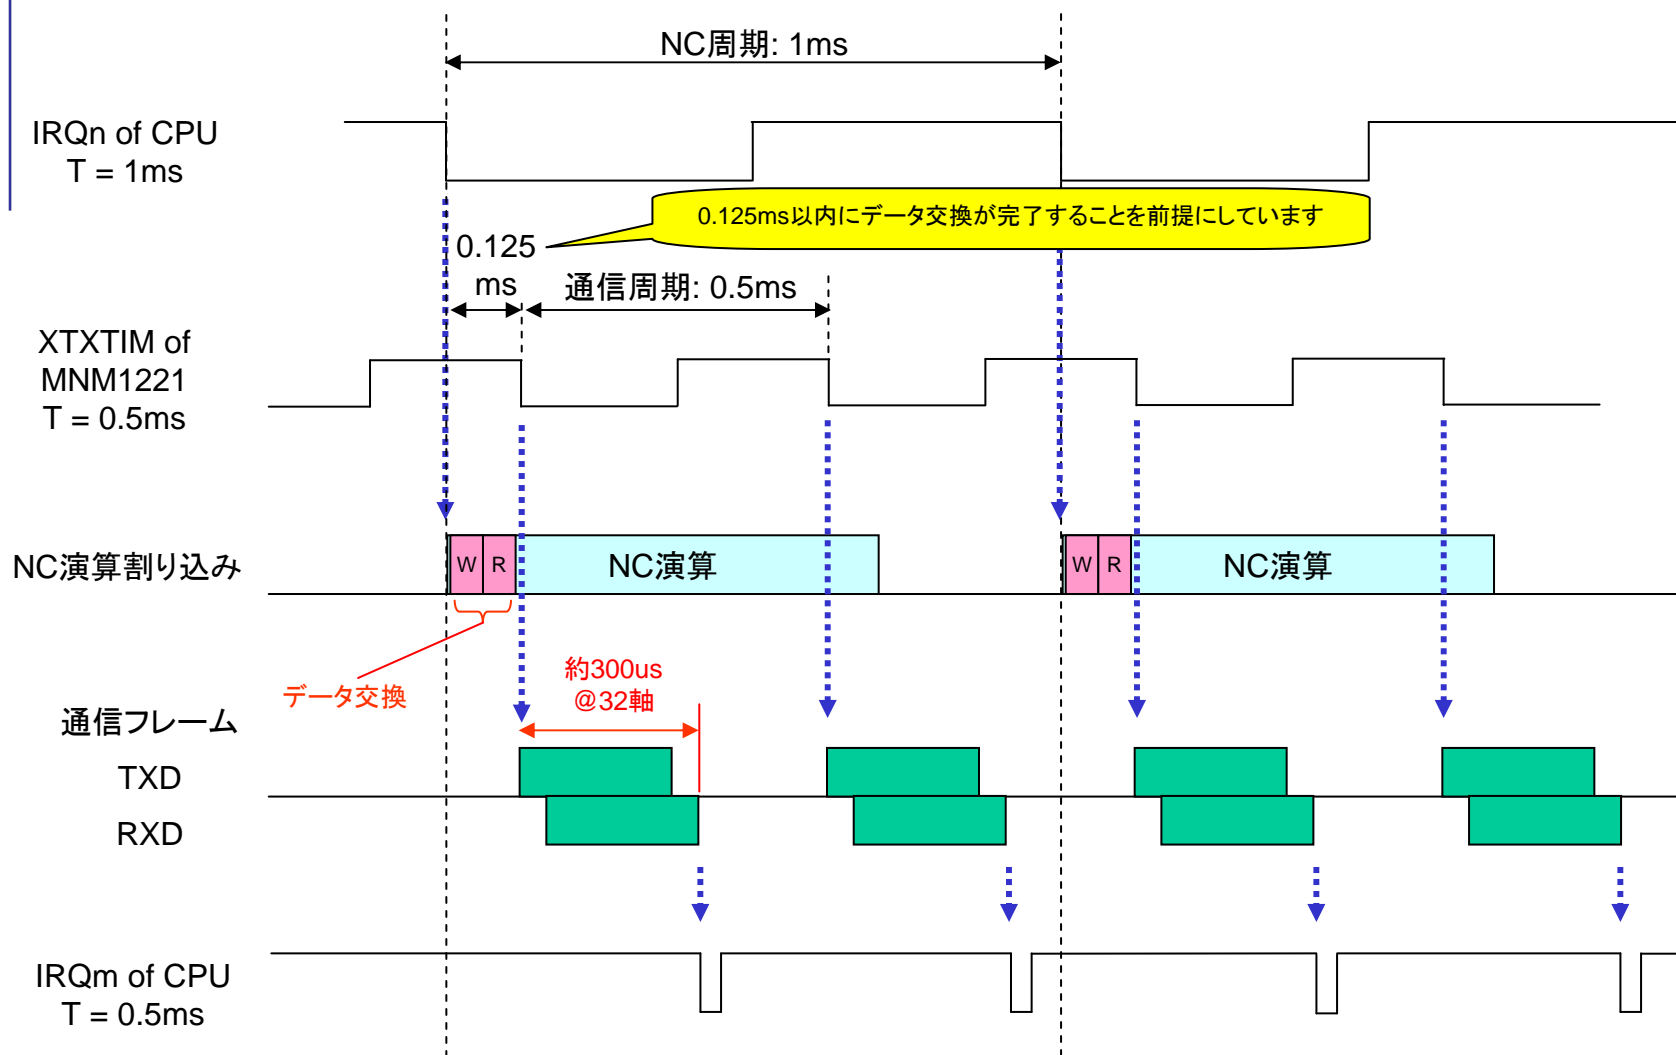 NC周期: 1ms
IRQn of CPU
T = 1ms
0.125ms以内にデータ交換が完了することを前提にしています
0.125
ms
通信周期: 0.5ms
XTXTIM of
MNM1221
T = 0.5ms
NC演算割り込み
W
R
NC演算
W
R
NC演算
データ交換
約300us
@32軸
通信フレーム
TXD
RXD
IRQm of CPU
T = 0.5ms